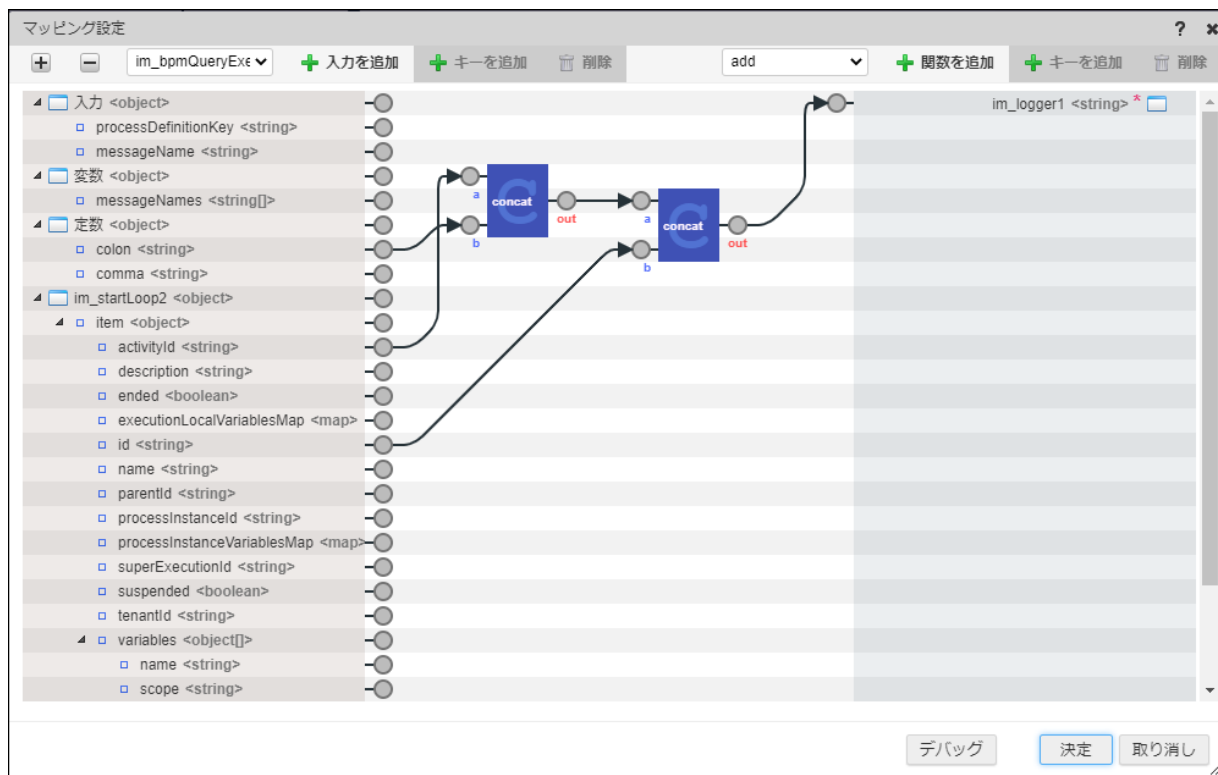 マッピング設定 ?
im_bpmQueryExe 入力を追加 キーを追加 削除 add 関数を追加 キーを追加 削除
入力 <object> im_logger1 <string> *
processDefinitionKey <string>
messageName <string>
変数 <object>
messageNames <string[]>
定数 <object>
colon <string>
comma <string>
im_startLoop2 <object>
item <object>
activityId <string>
description <string>
ended <boolean>
executionLocalVariablesMap <map>
id <string>
name <string>
parentId <string>
processInstanceId <string>
processInstanceVariablesMap <map>
superExecutionId <string>
suspended <boolean>
tenantId <string>
variables <object[]>
name <string>
scope <string>
a
concat
b
out
a
concat
b
out
デバッグ 決定 取り消し